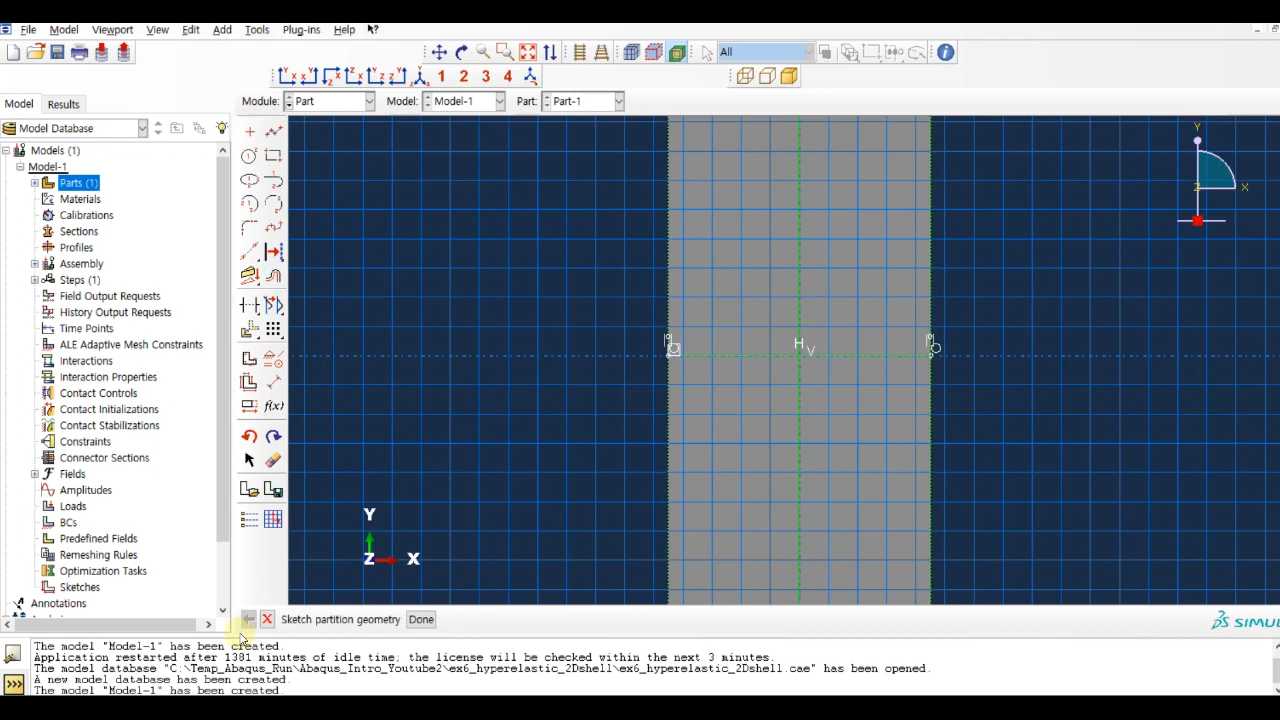 File Model Viewport View Edit Add Tools Plug-ins Help
All
1 2 3 4
Model Results
Module: Part Model: Model-1 Part: Part-1
Model Database
Models (1)
Model-1
Parts (1)
Materials
Calibrations
Sections
Profiles
Assembly
Steps (1)
Field Output Requests
History Output Requests
Time Points
ALE Adaptive Mesh Constraints
Interactions
Interaction Properties
Contact Controls
Contact Initializations
Contact Stabilizations
Constraints
Connector Sections
Fields
Amplitudes
Loads
BCs
Predefined Fields
Remeshing Rules
Optimization Tasks
Sketches
Annotations
f(x)
H
V
Y
Z
X
Y
Z X
Sketch partition geometry Done
SIMU
The model "Model-1" has been created.
Application restarted after 1381 minutes of idle time; the license will be checked within the next 3 minutes.
The model database "C:\Temp_Abaqus_Run\Abaqus_Intro_Youtube2\ex6_hyperelastic_2Dshell\ex6_hyperelastic_2Dshell.cae" has been opened.
A new model database has been created.
The model "Model-1" has been created.